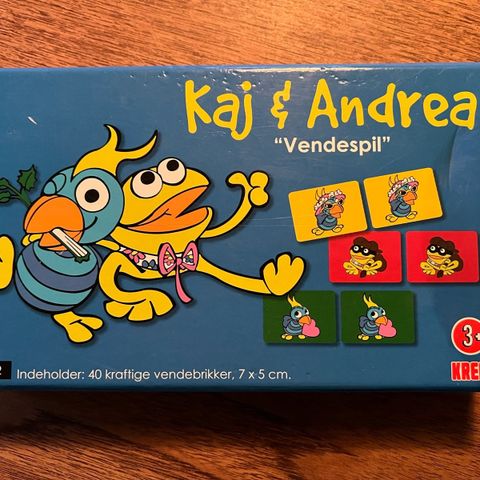 Kaj & Andrea
"Vendespil"
3+
Indeholder: 40 kraftige vendebrikker, 7 x 5 cm.